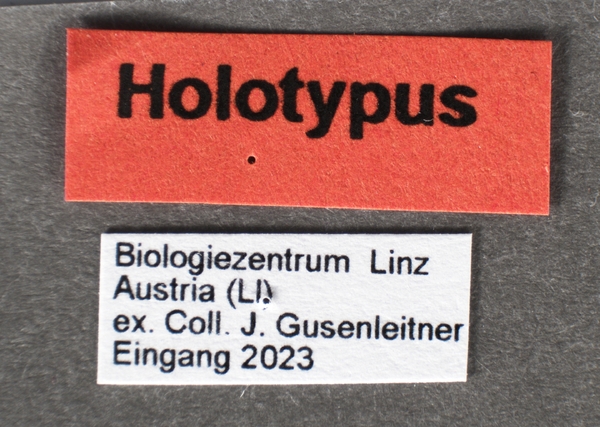 Holotypus
Biologiezentrum Linz
Austria (LI)
ex. Coll. J. Gusenleitner
Eingang 2023